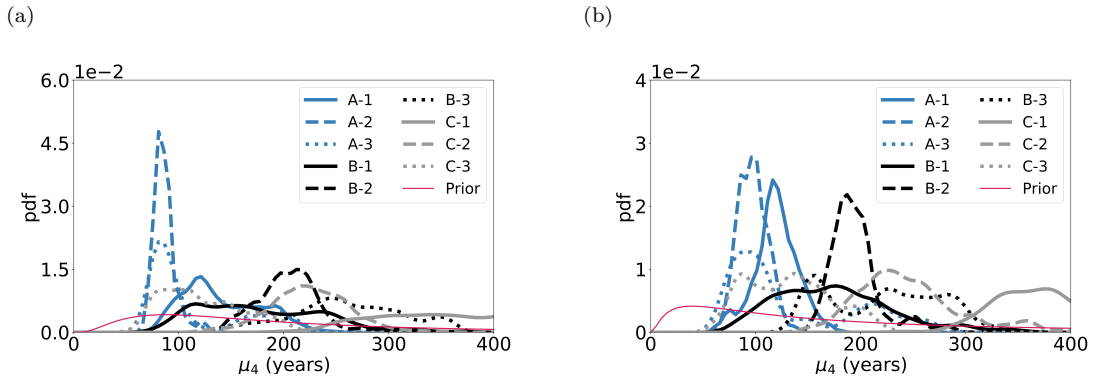 (a)
(b)
1e−2
6.0
4.5
3.0
1.5
0.0
pdf
0
100
200
300
400
μ4 (years)
A-1
A-2
A-3
B-1
B-2
B-3
C-1
C-2
C-3
Prior
1e−2
4
3
2
1
0
pdf
0
100
200
300
400
μ4 (years)
A-1
A-2
A-3
B-1
B-2
B-3
C-1
C-2
C-3
Prior